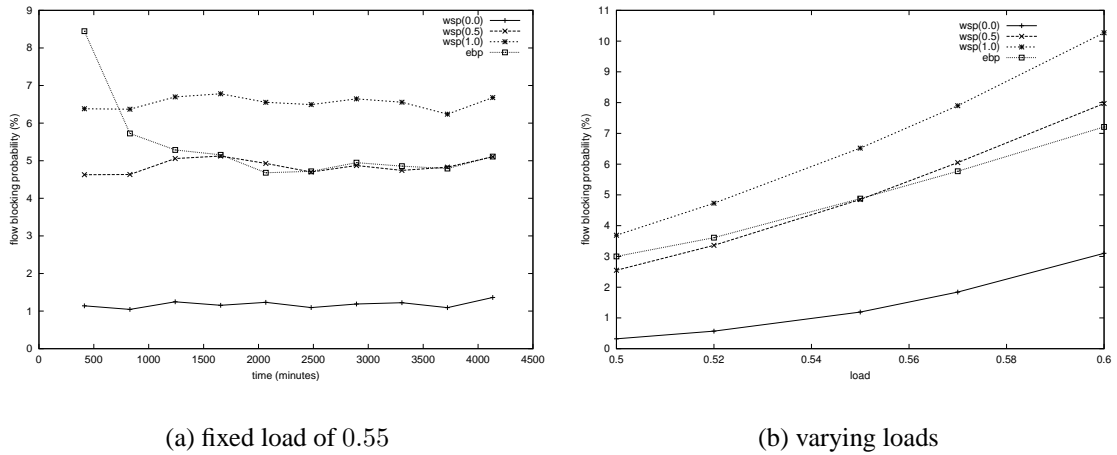 wsp(0.0)
wsp(0.5)
wsp(1.0)
ebp
flow blocking probability (%)
9
8
7
6
5
4
3
2
1
0
0 500 1000 1500 2000 2500 3000 3500 4000 4500
time (minutes)
(a) fixed load of 0.55
wsp(0.0)
wsp(0.5)
wsp(1.0)
ebp
flow blocking probability (%)
11
10
9
8
7
6
5
4
3
2
1
0
0.5 0.52 0.54 0.56 0.58 0.6
load
(b) varying loads